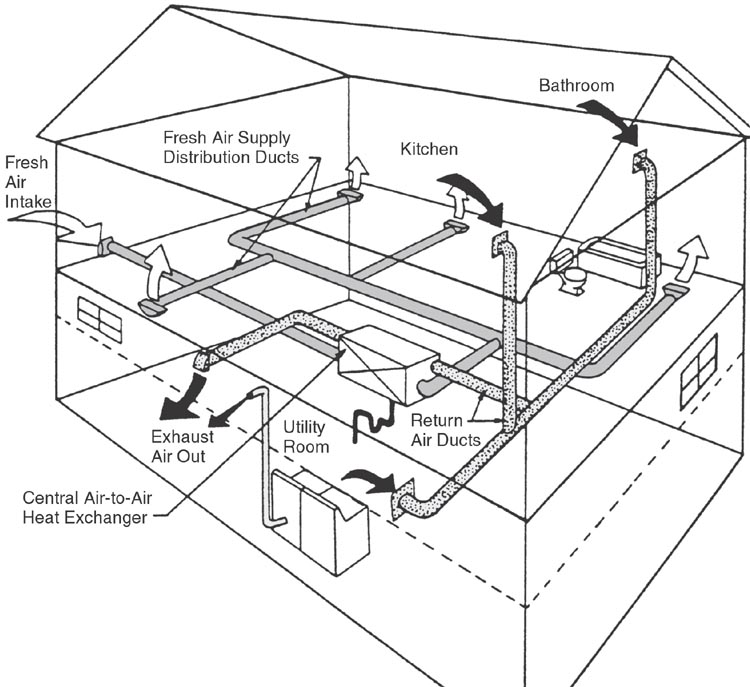 Bathroom
Fresh Air Supply
Distribution Ducts
Kitchen
Fresh
Air
Intake
Exhaust
Air Out
Utility
Room
Return
Air Ducts
Central Air-to-Air
Heat Exchanger